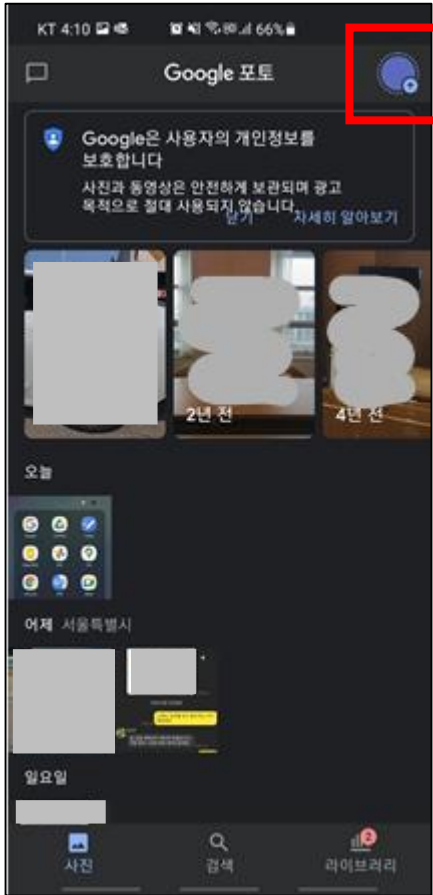 KT 4:10 66%
Google 포토
Google은 사용자의 개인정보를
보호합니다
사진과 동영상은 안전하게 보관되며 광고
목적으로 절대 사용되지 않습니다.
닫기 자세히 알아보기
2년 전 4년 전
오늘
어제 서울특별시
일요일
2
사진 검색 라이브러리